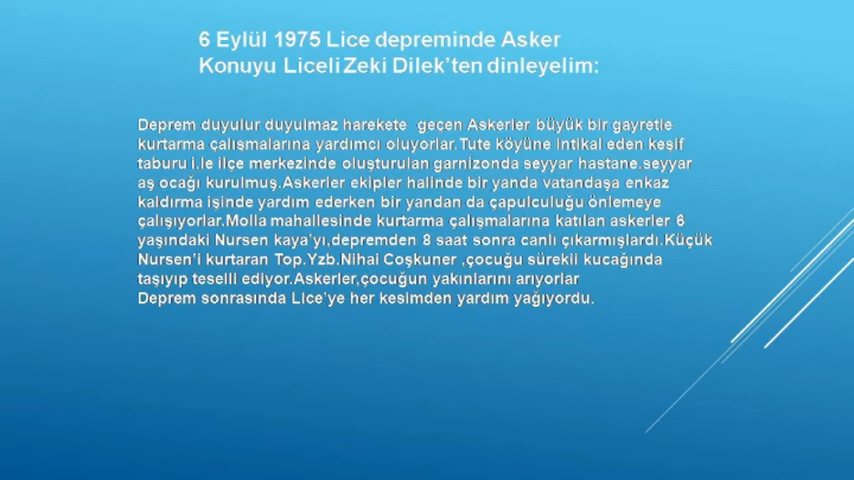 6 Eylül 1975 Lice depreminde Asker
Konuyu Liceli Zeki Dilek'ten dinleyelim:
Deprem duyulur duyulmaz harekete geçen Askerler büyük bir gayretle
kurtarma çalışmalarına yardımcı oluyorlar.Tute köyüne intikal eden keşif
taburu i.le ilçe merkezinde oluşturulan garnizonda seyyar hastane.seyyar
aş ocağı kurulmuş.Askerler ekipler halinde bir yanda vatandaşa enkaz
kaldırma işinde yardım ederken bir yandan da çapulculuğu önlemeye
çalışıyorlar.Molla mahallesinde kurtarma çalışmalarına katılan askerler 6
yaşındaki Nursen kaya'yı,depremden 8 saat sonra canlı çıkarmışlardı.Küçük
Nursen'i kurtaran Top.Yzb.Nihai Coşkuner ,çocuğu sürekli kucağında
taşıyıp teselli ediyor.Askerler,çocuğun yakınlarını arıyorlar
Deprem sonrasında Lice'ye her kesimden yardım yağıyordu.